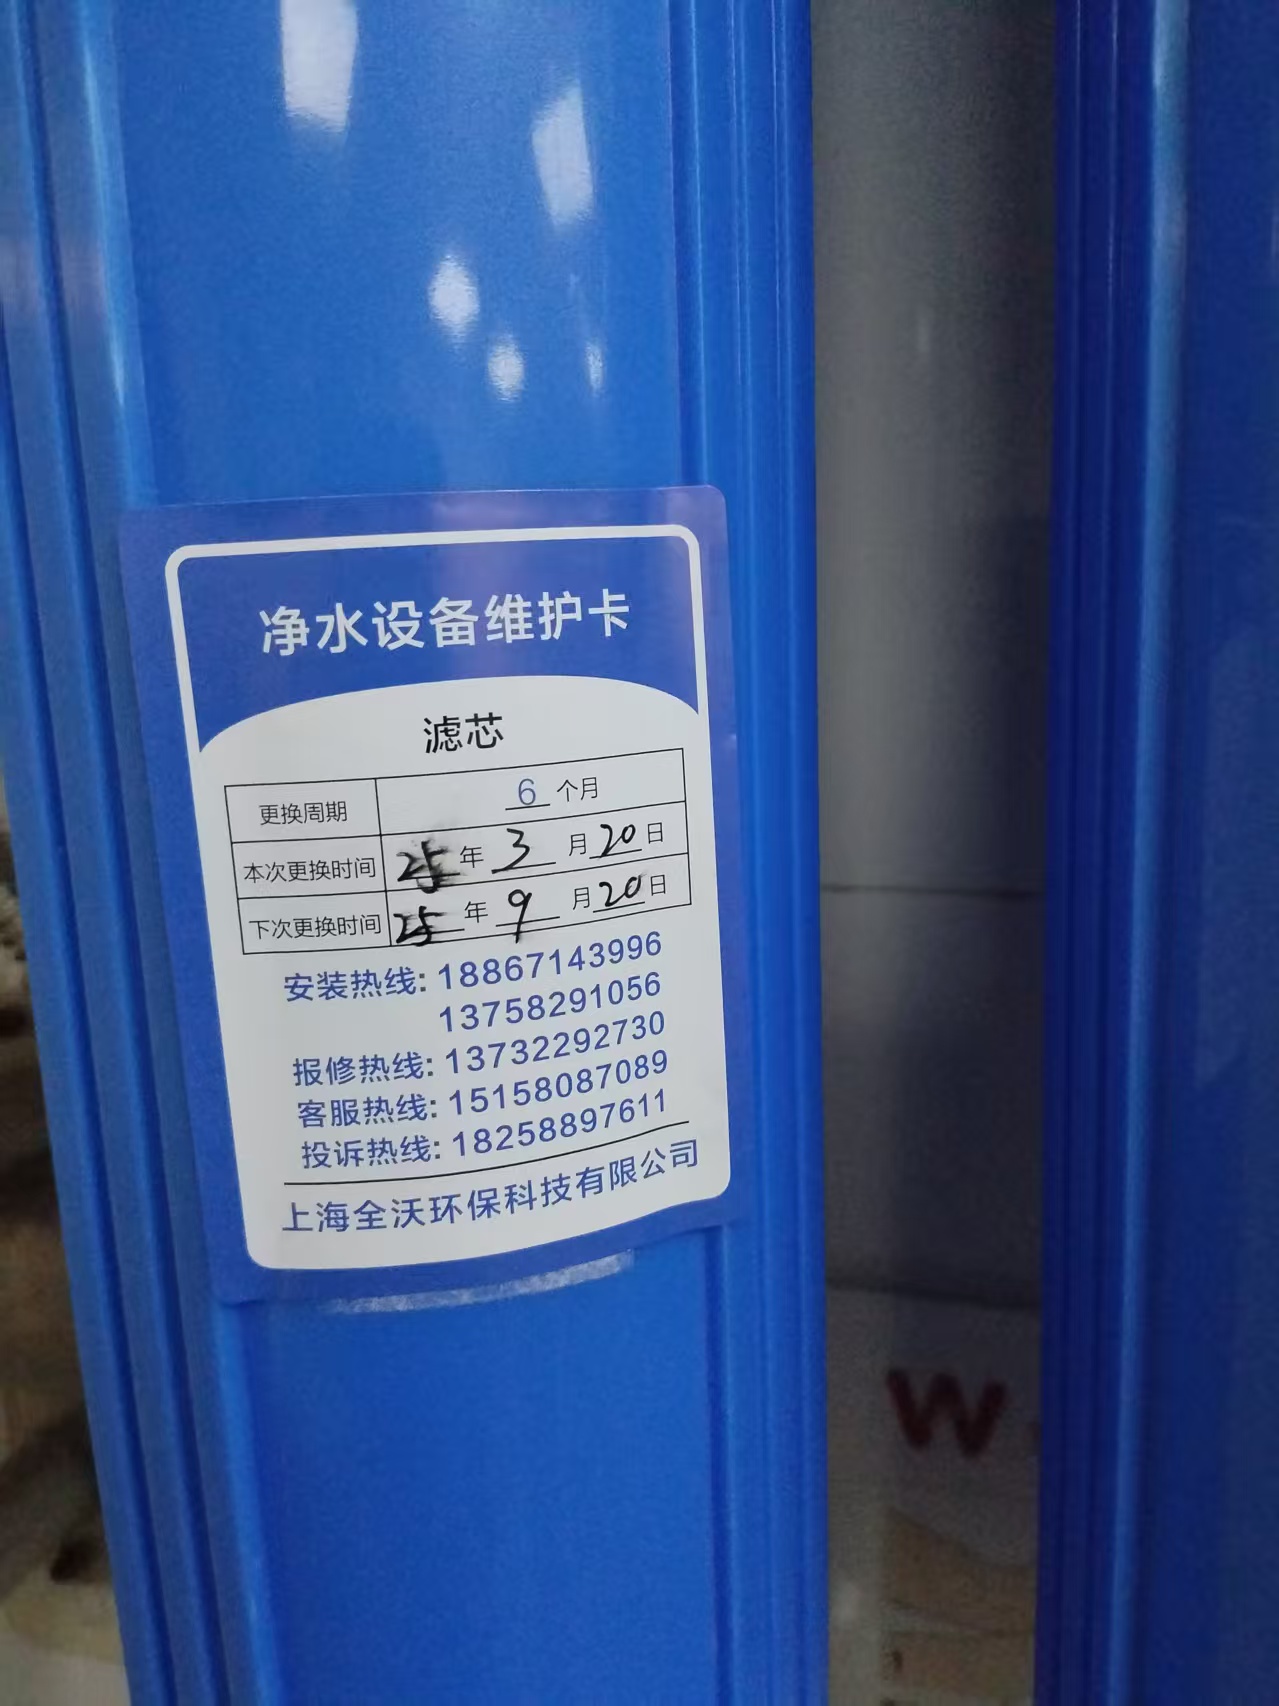 净水设备维护卡
滤芯
更换周期 6 个月
本次更换时间 25 年 3 月 20 日
下次更换时间 25 年 9 月 20 日
安装热线: 18867143996
13758291056
报修热线: 13732292730
客服热线: 15158087089
投诉热线: 18258897611
上海全沃环保科技有限公司
W